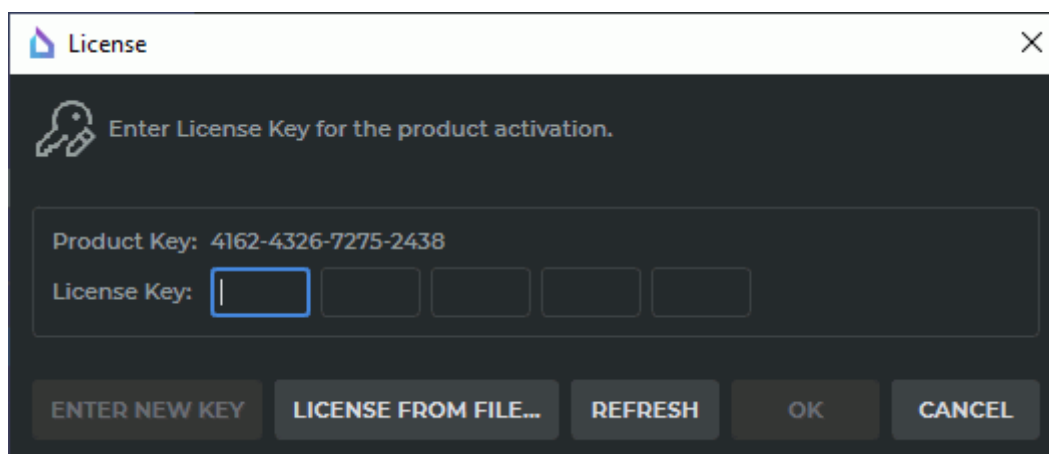 License
Enter License Key for the product activation.
Product Key: 4162-4326-7275-2438
License Key:
ENTER NEW KEY LICENSE FROM FILE... REFRESH OK CANCEL